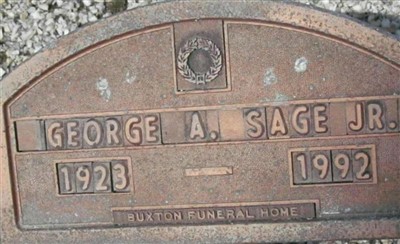 GEORGE A. SAGE JR.
1923 1992
BUXTON FUNERAL HOME